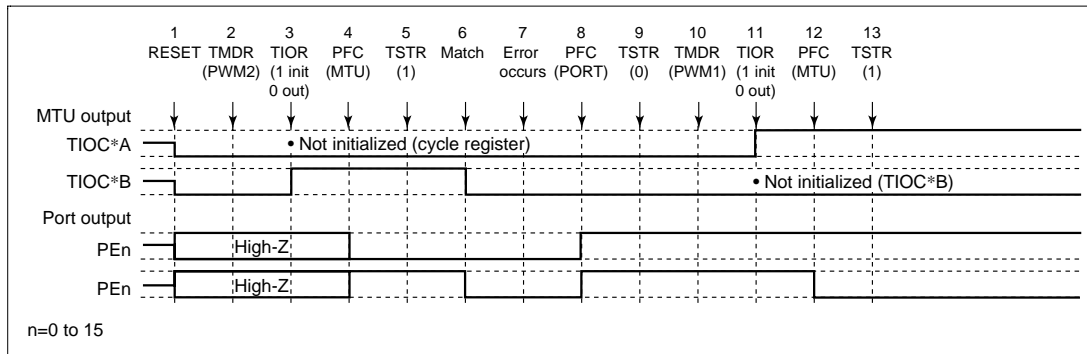 1 2 3 4 5 6 7 8 9 10 11 12 13
RESET TMDR TIOR PFC TSTR Match Error PFC TSTR TMDR TIOR PFC TSTR
(PWM2) (1 init (MTU) (1) occurs (PORT) (0) (PWM1) (1 init (MTU) (1)
0 out) 0 out)
MTU output
TIOC*A • Not initialized (cycle register)
TIOC*B • Not initialized (TIOC*B)
Port output
PEn High-Z
PEn High-Z
n=0 to 15